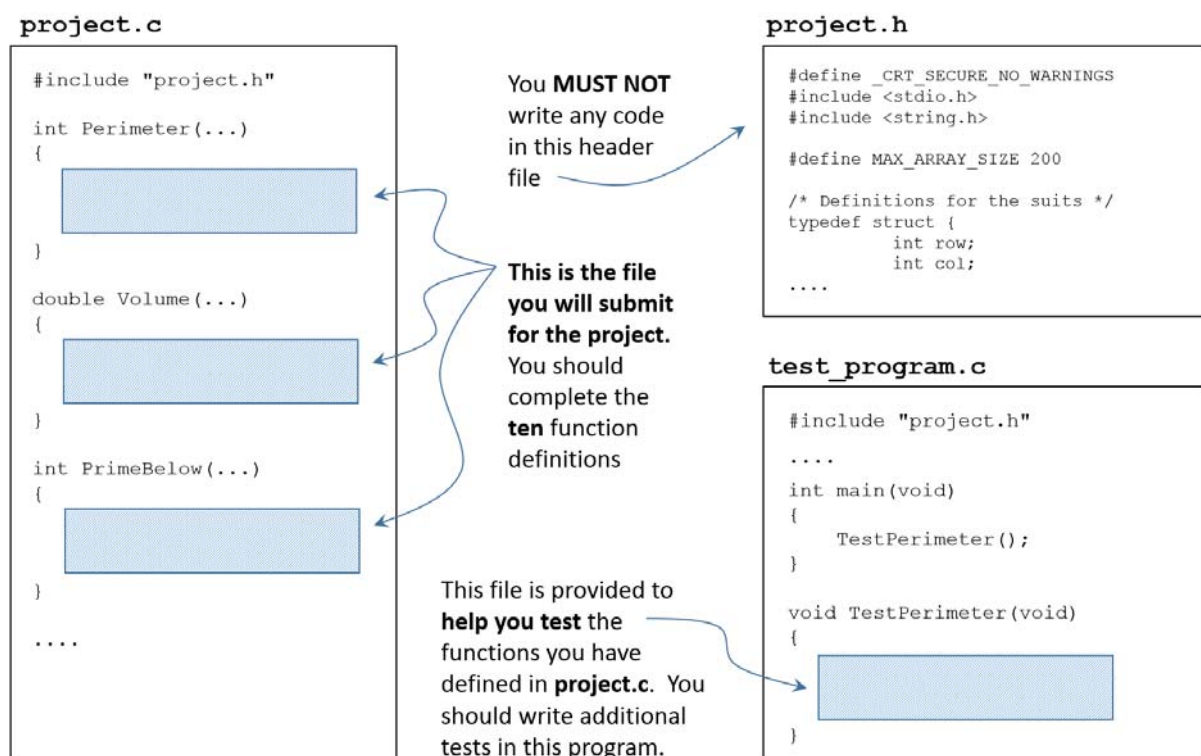 project.c
#include "project.h"
int Perimeter(...)
{
}
double Volume(...)
{
}
int PrimeBelow(...)
{
}
....
You MUST NOT
write any code
in this header
file
This is the file
you will submit
for the project.
You should
complete the
ten function
definitions
This file is provided to
help you test the
functions you have
defined in project.c. You
should write additional
tests in this program.
project.h
#define _CRT_SECURE_NO_WARNINGS
#include <stdio.h>
#include <string.h>
#define MAX_ARRAY_SIZE 200
/* Definitions for the suits */
typedef struct {
int row;
int col;
....
test_program.c
#include "project.h"
....
int main(void)
{
TestPerimeter();
}
void TestPerimeter(void)
{
}